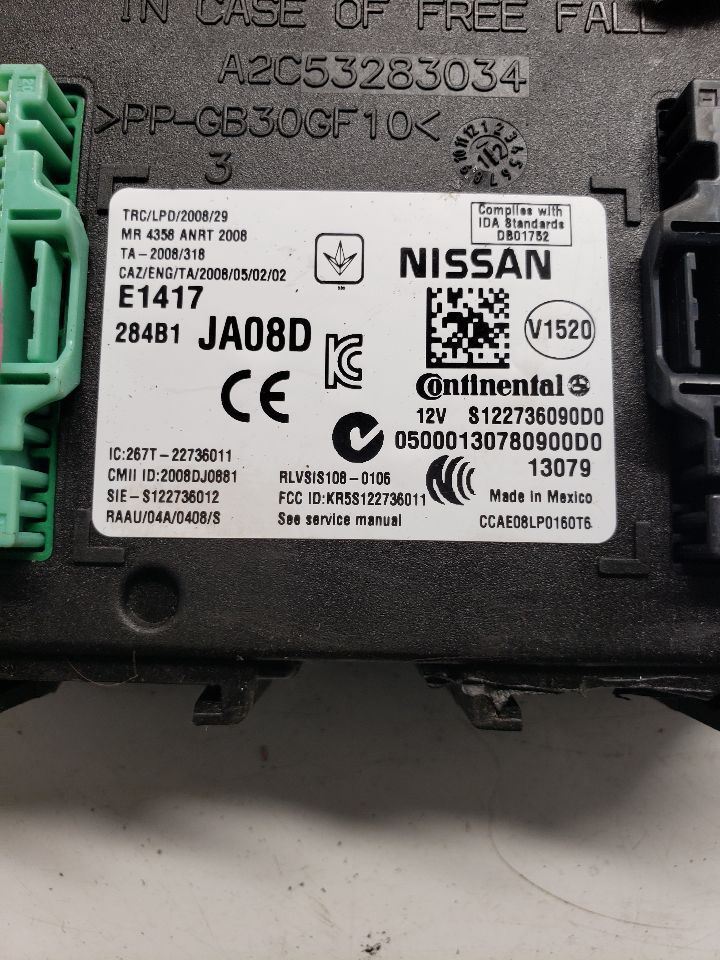 IN CASE OF FREE FALL
A2C53283034
>PP-GB30GF10<
3
TRC/LPD/2008/29
MR 4358 ANRT 2008
TA-2008/318
CAZ/ENG/TA/2008/05/02/02
Complies with
IDA Standards
DB01752
NISSAN
E1417
284B1 JA08D
V1520
CE
Continental
12V S122736090D0
05000130780900D0
13079
IC:267T-22736011
CMII ID:2008DJ0881
SIE-S122736012
RAAU/04A/0408/S
RLVSIS108-0106
FCC ID:KR5S122736011
See service manual
Made in Mexico
CCAE08LP0160T6